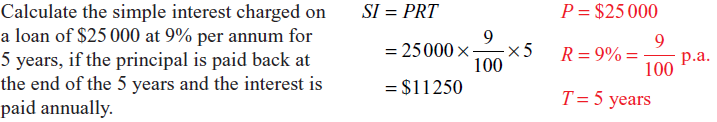 Calculate the simple interest charged on
a loan of $25 000 at 9% per annum for
5 years, if the principal is paid back at
the end of the 5 years and the interest is
paid annually.
SI = PRT
= 25000 × 9/100 × 5
= $11250
P = $25 000
R = 9% = 9/100 p.a.
T = 5 years